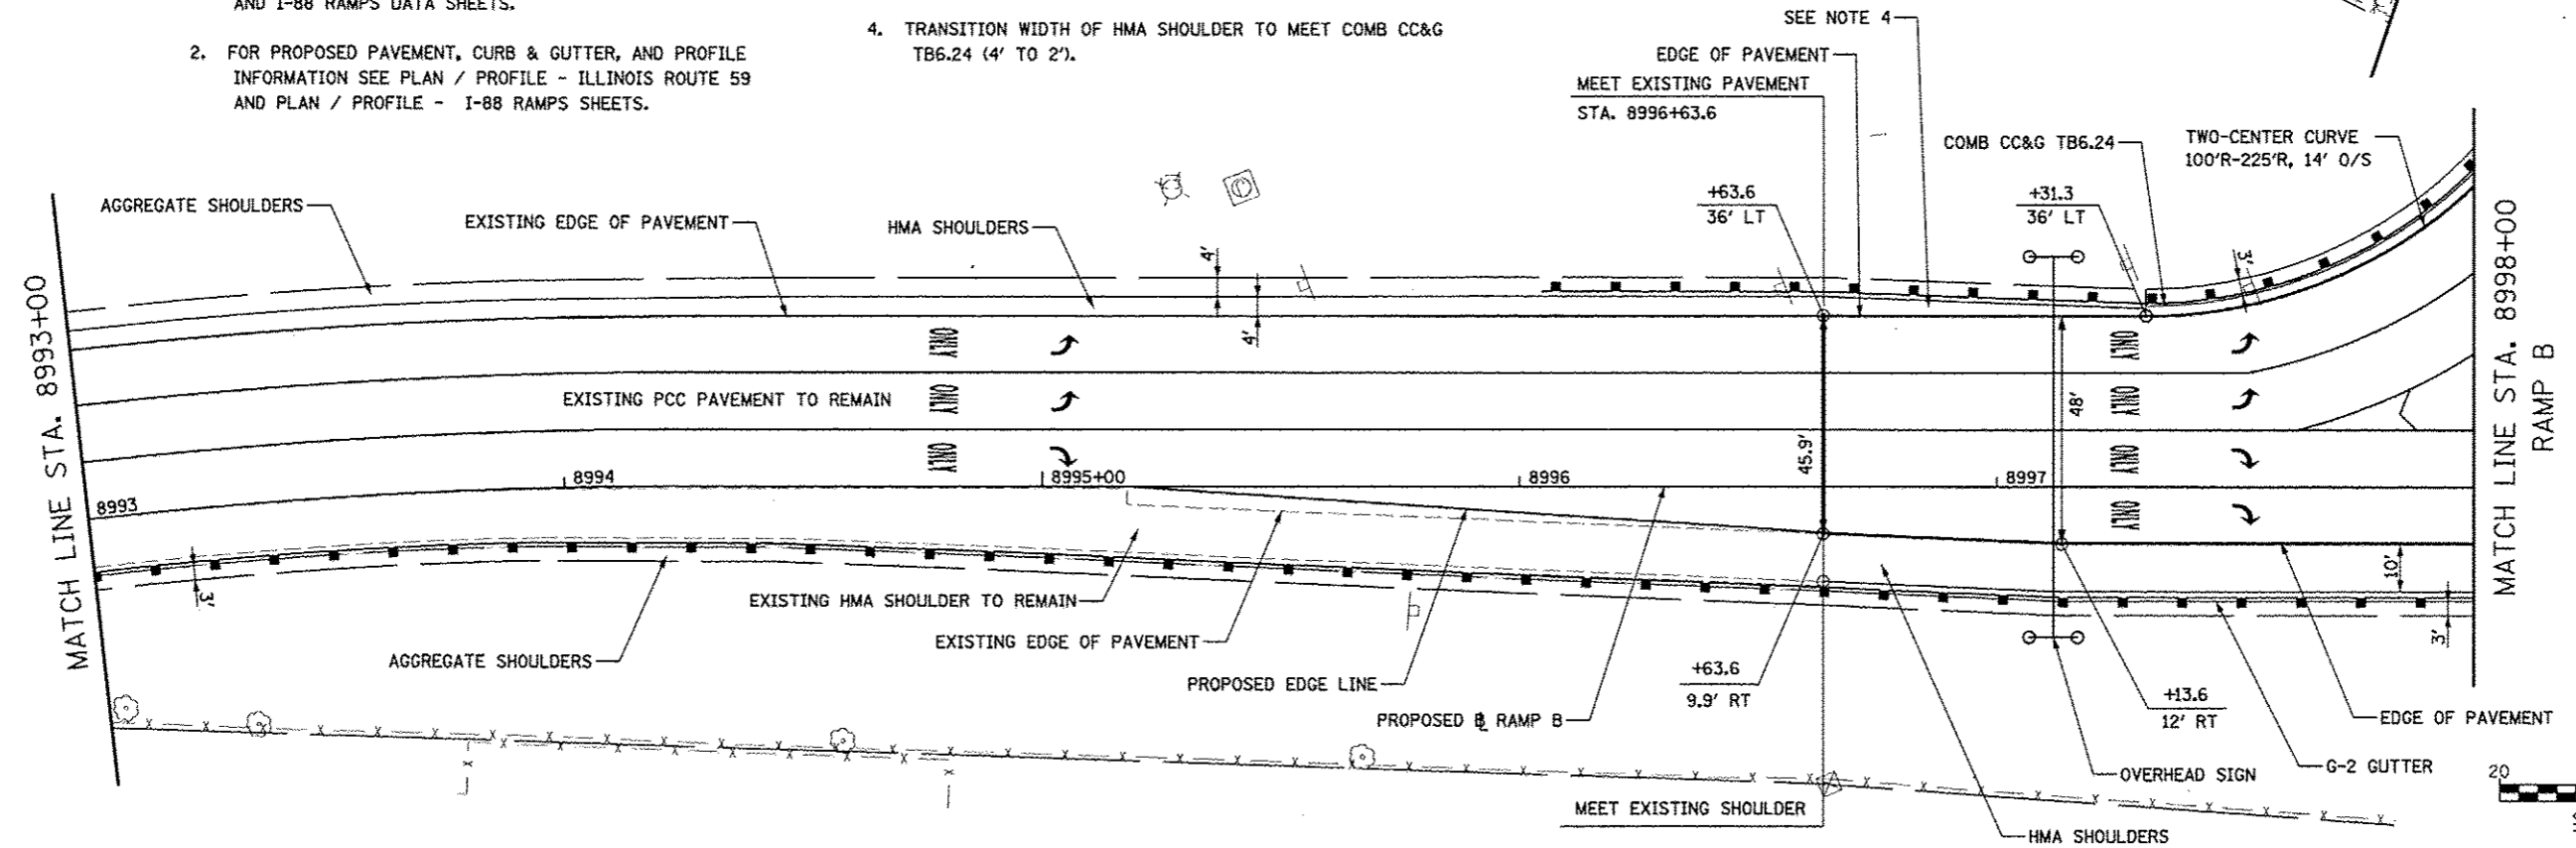 AND I-88 RAMPS DATA SHEETS.
2. FOR PROPOSED PAVEMENT, CURB & GUTTER, AND PROFILE
INFORMATION SEE PLAN / PROFILE - ILLINOIS ROUTE 59
AND PLAN / PROFILE - I-88 RAMPS SHEETS.
4. TRANSITION WIDTH OF HMA SHOULDER TO MEET COMB CC&G
TB6.24 (4' TO 2').
SEE NOTE 4
EDGE OF PAVEMENT
MEET EXISTING PAVEMENT
STA. 8996+63.6
COMB CC&G TB6.24
TWO-CENTER CURVE
100'R-225'R, 14' O/S
AGGREGATE SHOULDERS
EXISTING EDGE OF PAVEMENT
HMA SHOULDERS
+63.6
36' LT
+31.3
36' LT
4'
4'
3'
MATCH LINE STA. 8993+00
MATCH LINE STA. 8998+00
RAMP B
ONLY
ONLY
EXISTING PCC PAVEMENT TO REMAIN
ONLY
ONLY
48'
ONLY
ONLY
45.9'
8993
8994
8995+00
8996
8997
ONLY
10'
3'
3'
EXISTING HMA SHOULDER TO REMAIN
EXISTING EDGE OF PAVEMENT
AGGREGATE SHOULDERS
PROPOSED EDGE LINE
PROPOSED ℄ RAMP B
+63.6
9.9' RT
+13.6
12' RT
EDGE OF PAVEMENT
G-2 GUTTER
OVERHEAD SIGN
20
MEET EXISTING SHOULDER
HMA SHOULDERS